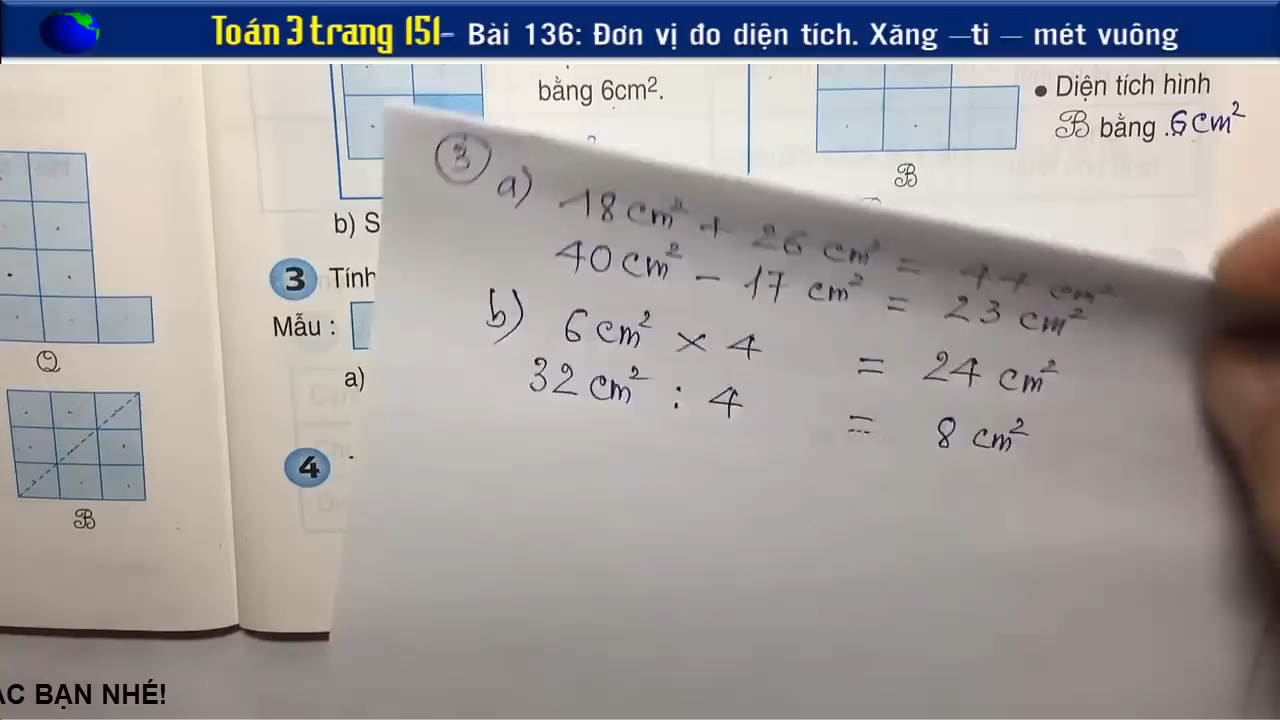 Toán 3 trang 151- Bài 136: Đơn vị đo diện tích. Xăng –ti – mét vuông
bằng 6cm².
• Diện tích hình
B bằng .6cm²
B
b) S
3 Tính
Mẫu :
a)
4
Q
B
3
a) 18 cm² + 26 cm² = 44 cm²
40 cm² - 17 cm² = 23 cm²
b) 6 cm² × 4 = 24 cm²
32 cm² : 4 = 8 cm²
ÁC BẠN NHÉ!